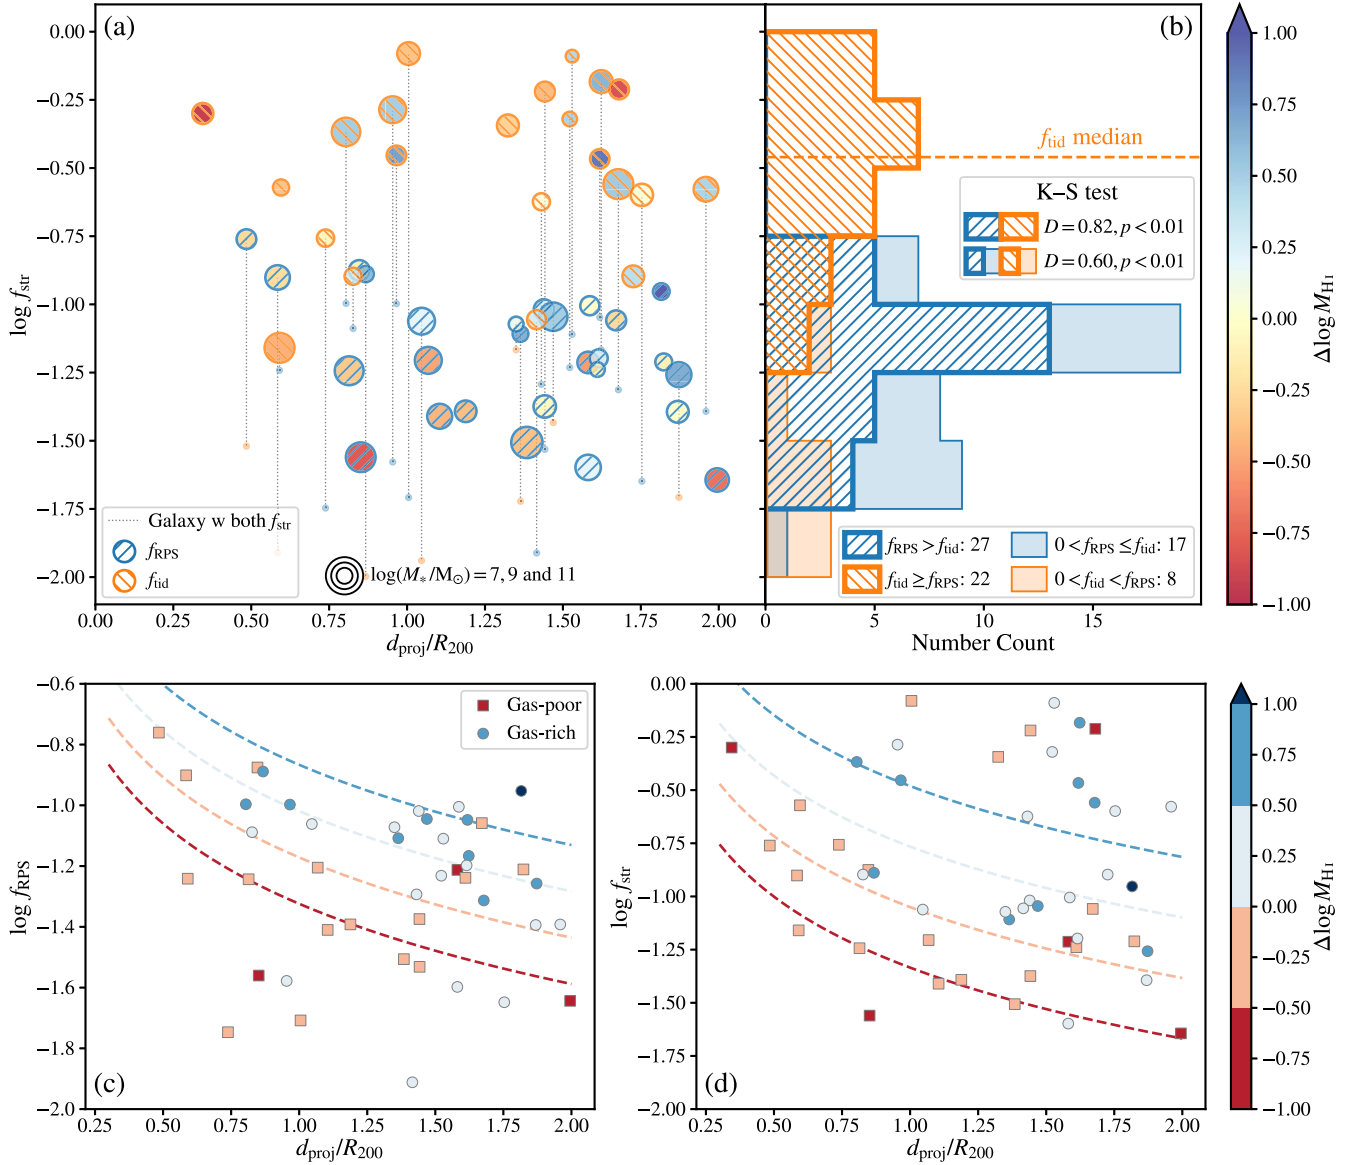 (a)
0.00
−0.25
−0.50
−0.75
−1.00
−1.25
−1.50
−1.75
−2.00
log f_str
Galaxy w both f_str
f_RPS
f_tid
log(M_*/M_⊙) = 7, 9 and 11
0.00 0.25 0.50 0.75 1.00 1.25 1.50 1.75 2.00
d_proj/R_200
(b)
f_tid median
K–S test
D = 0.82, p < 0.01
D = 0.60, p < 0.01
f_RPS > f_tid: 27
0 < f_RPS ≤ f_tid: 17
f_tid ≥ f_RPS: 22
0 < f_tid < f_RPS: 8
0 5 10 15
Number Count
1.00
0.75
0.50
0.25
0.00
−0.25
−0.50
−0.75
−1.00
Δlog M_HI
−0.6
−0.8
−1.0
−1.2
−1.4
−1.6
−1.8
−2.0
log f_RPS
Gas-poor
Gas-rich
(c)
0.25 0.50 0.75 1.00 1.25 1.50 1.75 2.00
d_proj/R_200
0.00
−0.25
−0.50
−0.75
−1.00
−1.25
−1.50
−1.75
−2.00
log f_str
(d)
0.25 0.50 0.75 1.00 1.25 1.50 1.75 2.00
d_proj/R_200
1.00
0.75
0.50
0.25
0.00
−0.25
−0.50
−0.75
−1.00
Δlog M_HI